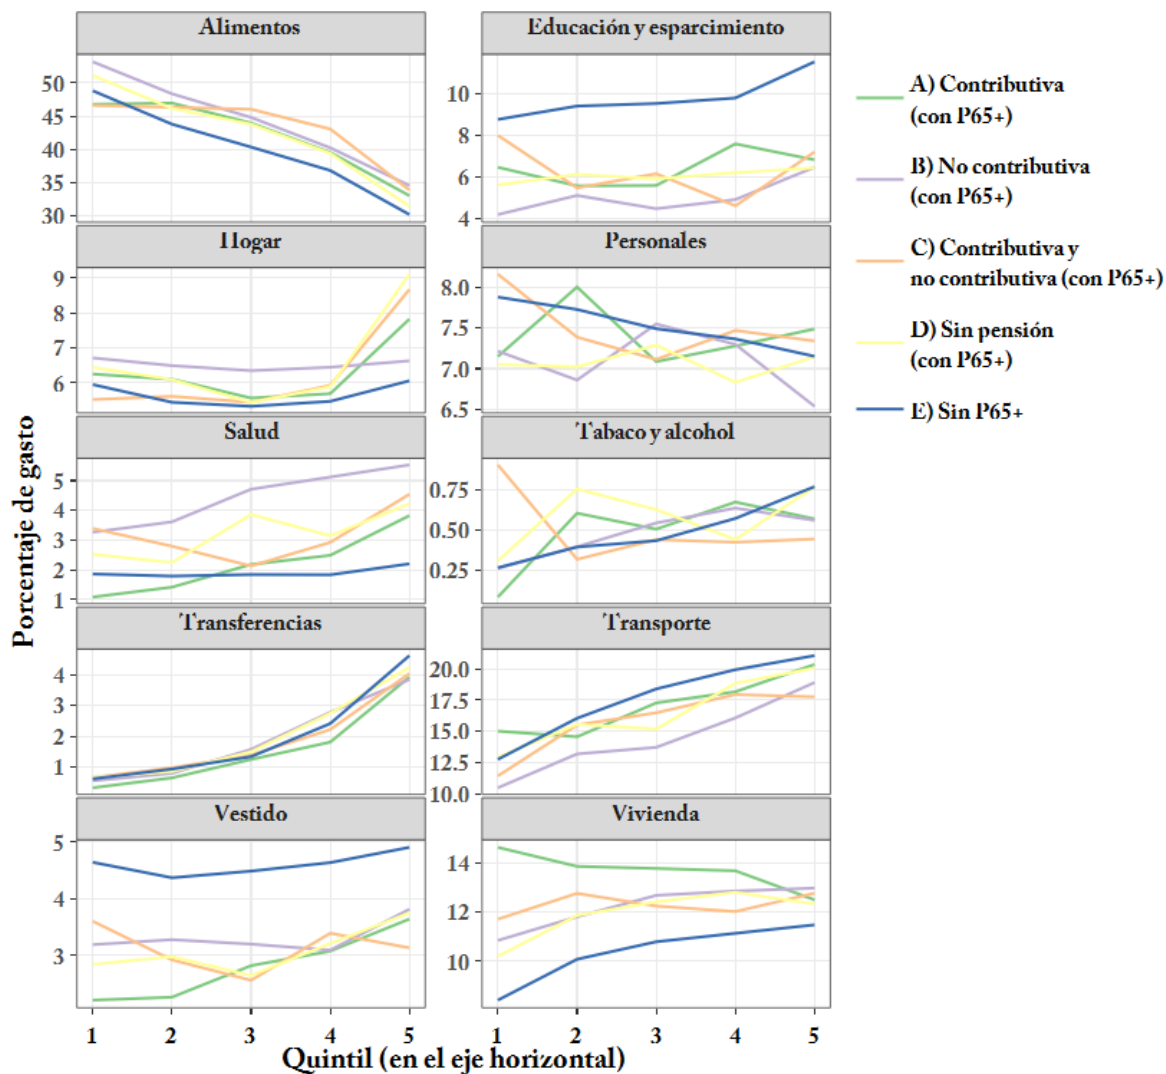 Alimentos
50
45
40
35
30
Educación y esparcimiento
10
8
6
4
Hogar
9
8
7
6
Personales
8.0
7.5
7.0
6.5
Salud
5
4
3
2
1
Tabaco y alcohol
0.75
0.50
0.25
Transferencias
4
3
2
1
Transporte
20.0
17.5
15.0
12.5
10.0
Vestido
5
4
3
Vivienda
14
12
10
1 2 3 4 5
1 2 3 4 5
Quintil (en el eje horizontal)
Porcentaje de gasto
A) Contributiva
(con P65+)
B) No contributiva
(con P65+)
C) Contributiva y
no contributiva (con P65+)
D) Sin pensión
(con P65+)
E) Sin P65+